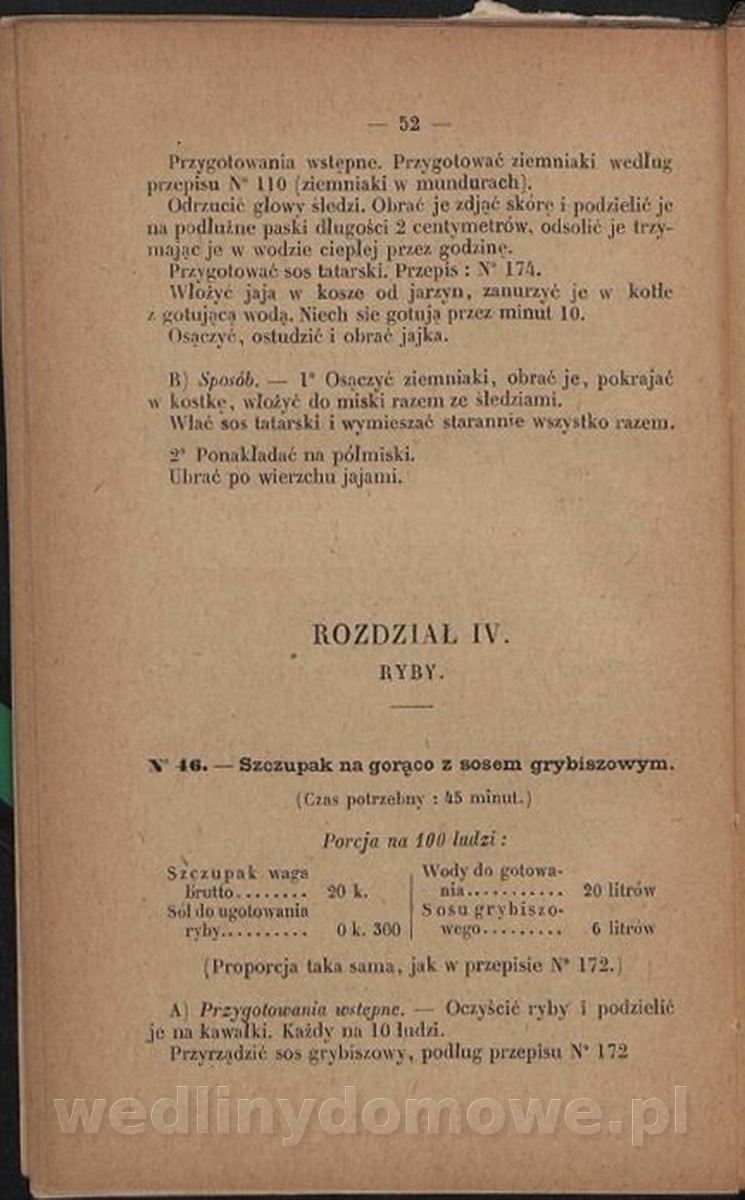 — 52 —
Przygotowania wstępne. Przygotować ziemniaki według
przepisu N° 110 (ziemniaki w mundurach).
Odrzucić głowy śledzi. Obrać je zdjąć skórę i podzielić je
na podłużne paski długości 2 centymetrów, odsolić je trzy-
mając je w wodzie ciepłej przez godzinę.
Przygotować sos tatarski. Przepis : N° 174.
Włożyć jaja w kosze od jarzyn, zanurzyć je w kotle
z gotującą wodą. Niech sie gotują przez minut 10.
Osączyć, ostudzić i obrać jajka.
B) Sposób. — 1° Osączyć ziemniaki, obrać je, pokrajać
w kostkę, włożyć do miski razem ze śledziami.
Wlać sos tatarski i wymieszać starannie wszystko razem.
2° Ponakładać na półmiski.
Ubrać po wierzchu jajami.
ROZDZIAŁ IV.
RYBY.
N° 46. — Szczupak na gorąco z sosem grybiszowym.
(Czas potrzebny : 45 minut.)
Porcja na 100 ludzi :
Szczupak waga
brutto........ 20 k.
Sól do ugotowania
ryby.......... 0 k. 300
Wody do gotowa-
nia........... 20 litrów
Sosu grybiszo-
wego......... 6 litrów
(Proporcja taka sama, jak w przepisie N° 172.)
A) Przygotowania wstępne. — Oczyścić ryby i podzielić
je na kawałki. Każdy na 10 ludzi.
Przyrządzić sos grybiszowy, podług przepisu N° 172
wedlinydomowe.pl